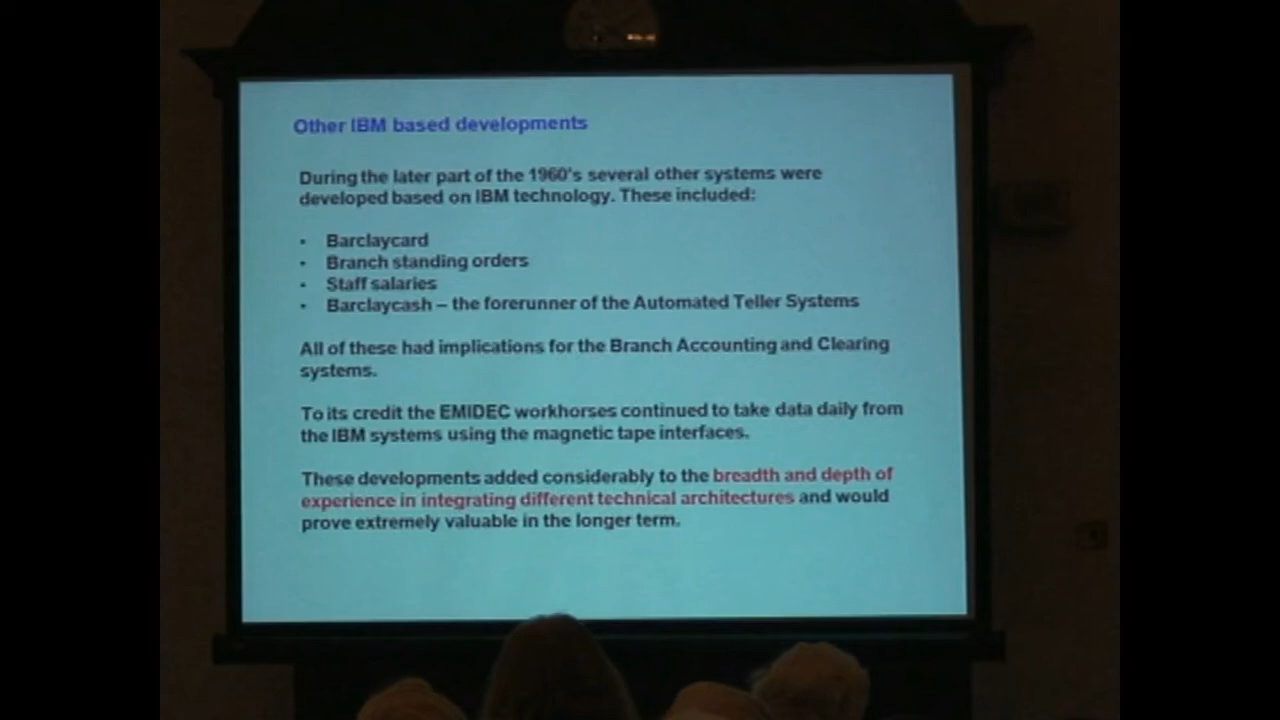 Other IBM based developments
During the later part of the 1960's several other systems were
developed based on IBM technology. These included:
• Barclaycard
• Branch standing orders
• Staff salaries
• Barclaycash – the forerunner of the Automated Teller Systems
All of these had implications for the Branch Accounting and Clearing
systems.
To its credit the EMIDEC workhorses continued to take data daily from
the IBM systems using the magnetic tape interfaces.
These developments added considerably to the breadth and depth of
experience in integrating different technical architectures and would
prove extremely valuable in the longer term.